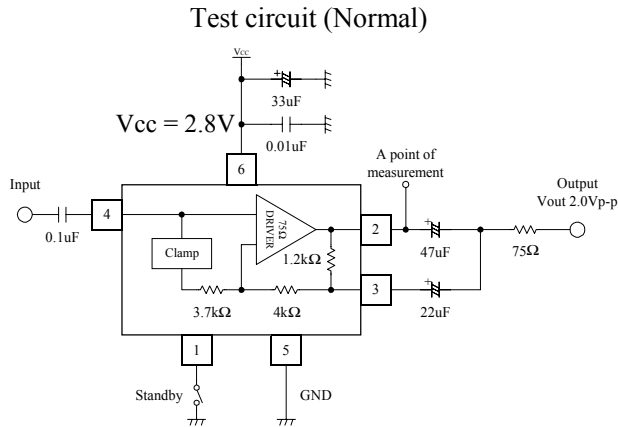 Test circuit (Normal)
Vcc
+
33uF
Vcc = 2.8V
0.01uF
6
A point of
measurement
Input
Output
Vout 2.0Vp-p
4
75Ω
DRIVER
2
+
0.1uF
Clamp
47uF
75Ω
1.2kΩ
3
+
3.7kΩ
4kΩ
22uF
1
5
Standby
GND